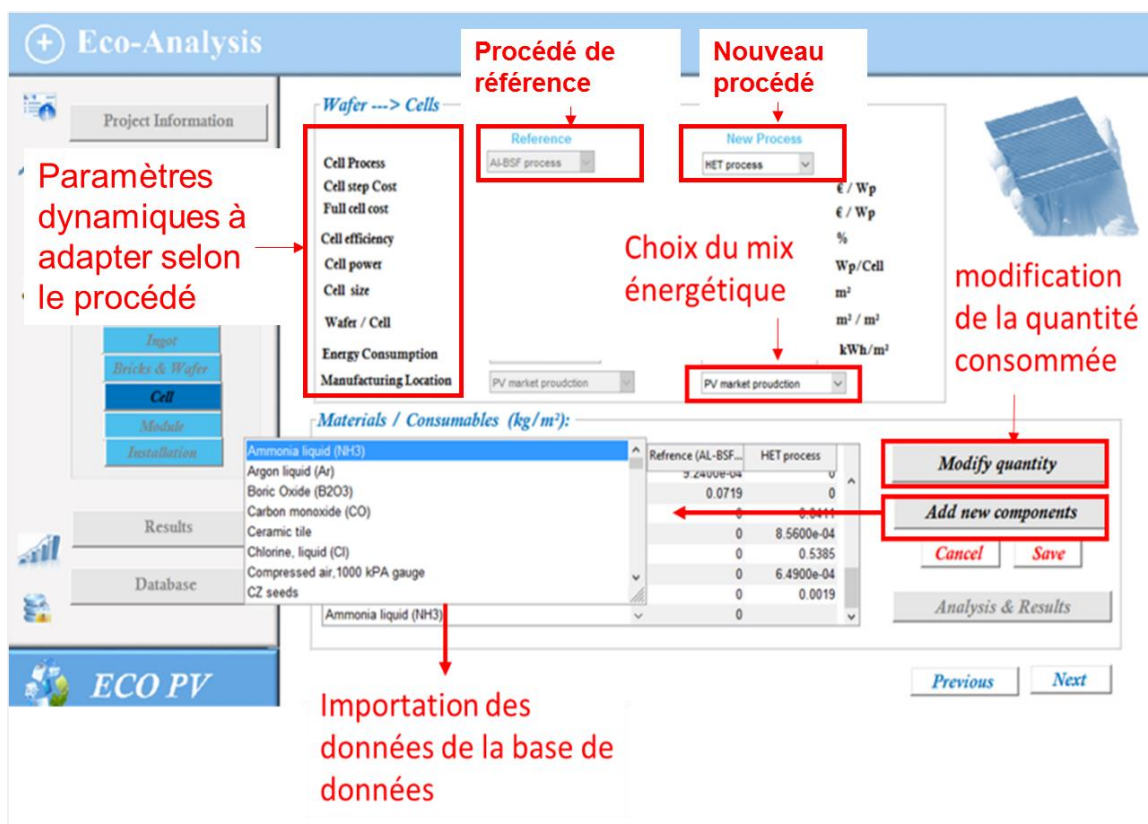 Eco-Analysis
Procédé de
référence
Nouveau
procédé
Project Information
Wafer ---> Cells
Reference
New Process
Paramètres
dynamiques à
adapter selon
le procédé
Cell Process
Al-BSF process
HET process
Cell step Cost
€ / Wp
Full cell cost
€ / Wp
Cell efficiency
%
Cell power
Wp/Cell
Cell size
m²
Wafer / Cell
m² / m²
Energy Consumption
kWh/m²
Manufacturing Location
PV market proudction
PV market proudction
Choix du mix
énergétique
modification
de la quantité
consommée
Ingot
Bricks & Wafer
Cell
Module
Installation
Results
Database
Materials / Consumables (kg/m²):
Ammonia liquid (NH3)
Argon liquid (Ar)
Boric Oxide (B2O3)
Carbon monoxide (CO)
Ceramic tile
Chlorine, liquid (Cl)
Compressed air,1000 kPA gauge
CZ seeds
Ammonia liquid (NH3)
Refrence (AL-BSF...
HET process
9.2400e-04 0
0.0719 0
0 0.0411
0 8.5600e-04
0 0.5385
0 6.4900e-04
0 0.0019
0
Modify quantity
Add new components
Cancel
Save
Analysis & Results
ECO PV
Previous
Next
Importation des
données de la base de
données